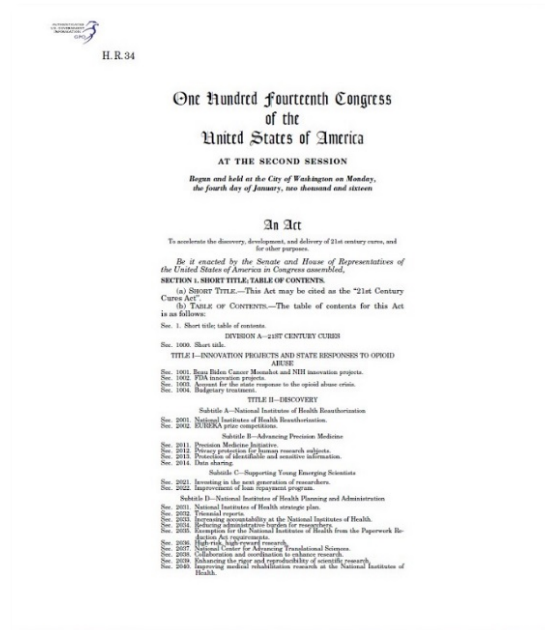 AUTHENTICATED
U.S. GOVERNMENT
INFORMATION
GPO
H. R. 34
One Hundred Fourteenth Congress
of the
United States of America
AT THE SECOND SESSION
Begun and held at the City of Washington on Monday,
the fourth day of January, two thousand and sixteen
An Act
To accelerate the discovery, development, and delivery of 21st century cures, and
for other purposes.
Be it enacted by the Senate and House of Representatives of
the United States of America in Congress assembled,
SECTION 1. SHORT TITLE; TABLE OF CONTENTS.
(a) SHORT TITLE.—This Act may be cited as the “21st Century
Cures Act”.
(b) TABLE OF CONTENTS.—The table of contents for this Act
is as follows:
Sec. 1. Short title; table of contents.
DIVISION A—21ST CENTURY CURES
Sec. 1000. Short title.
TITLE I—INNOVATION PROJECTS AND STATE RESPONSES TO OPIOID
ABUSE
Sec. 1001. Beau Biden Cancer Moonshot and NIH innovation projects.
Sec. 1002. FDA innovation projects.
Sec. 1003. Account for the state response to the opioid abuse crisis.
Sec. 1004. Budgetary treatment.
TITLE II—DISCOVERY
Subtitle A—National Institutes of Health Reauthorization
Sec. 2001. National Institutes of Health Reauthorization.
Sec. 2002. EUREKA prize competitions.
Subtitle B—Advancing Precision Medicine
Sec. 2011. Precision Medicine Initiative.
Sec. 2012. Privacy protection for human research subjects.
Sec. 2013. Protection of identifiable and sensitive information.
Sec. 2014. Data sharing.
Subtitle C—Supporting Young Emerging Scientists
Sec. 2021. Investing in the next generation of researchers.
Sec. 2022. Improvement of loan repayment program.
Subtitle D—National Institutes of Health Planning and Administration
Sec. 2031. National Institutes of Health strategic plan.
Sec. 2032. Triennial reports.
Sec. 2033. Increasing accountability at the National Institutes of Health.
Sec. 2034. Reducing administrative burden for researchers.
Sec. 2035. Exemption for the National Institutes of Health from the Paperwork Re-
duction Act requirements.
Sec. 2036. High-risk, high-reward research.
Sec. 2037. National Center for Advancing Translational Sciences.
Sec. 2038. Collaboration and coordination to enhance research.
Sec. 2039. Enhancing the rigor and reproducibility of scientific research.
Sec. 2040. Improving medical rehabilitation research at the National Institutes of
Health.